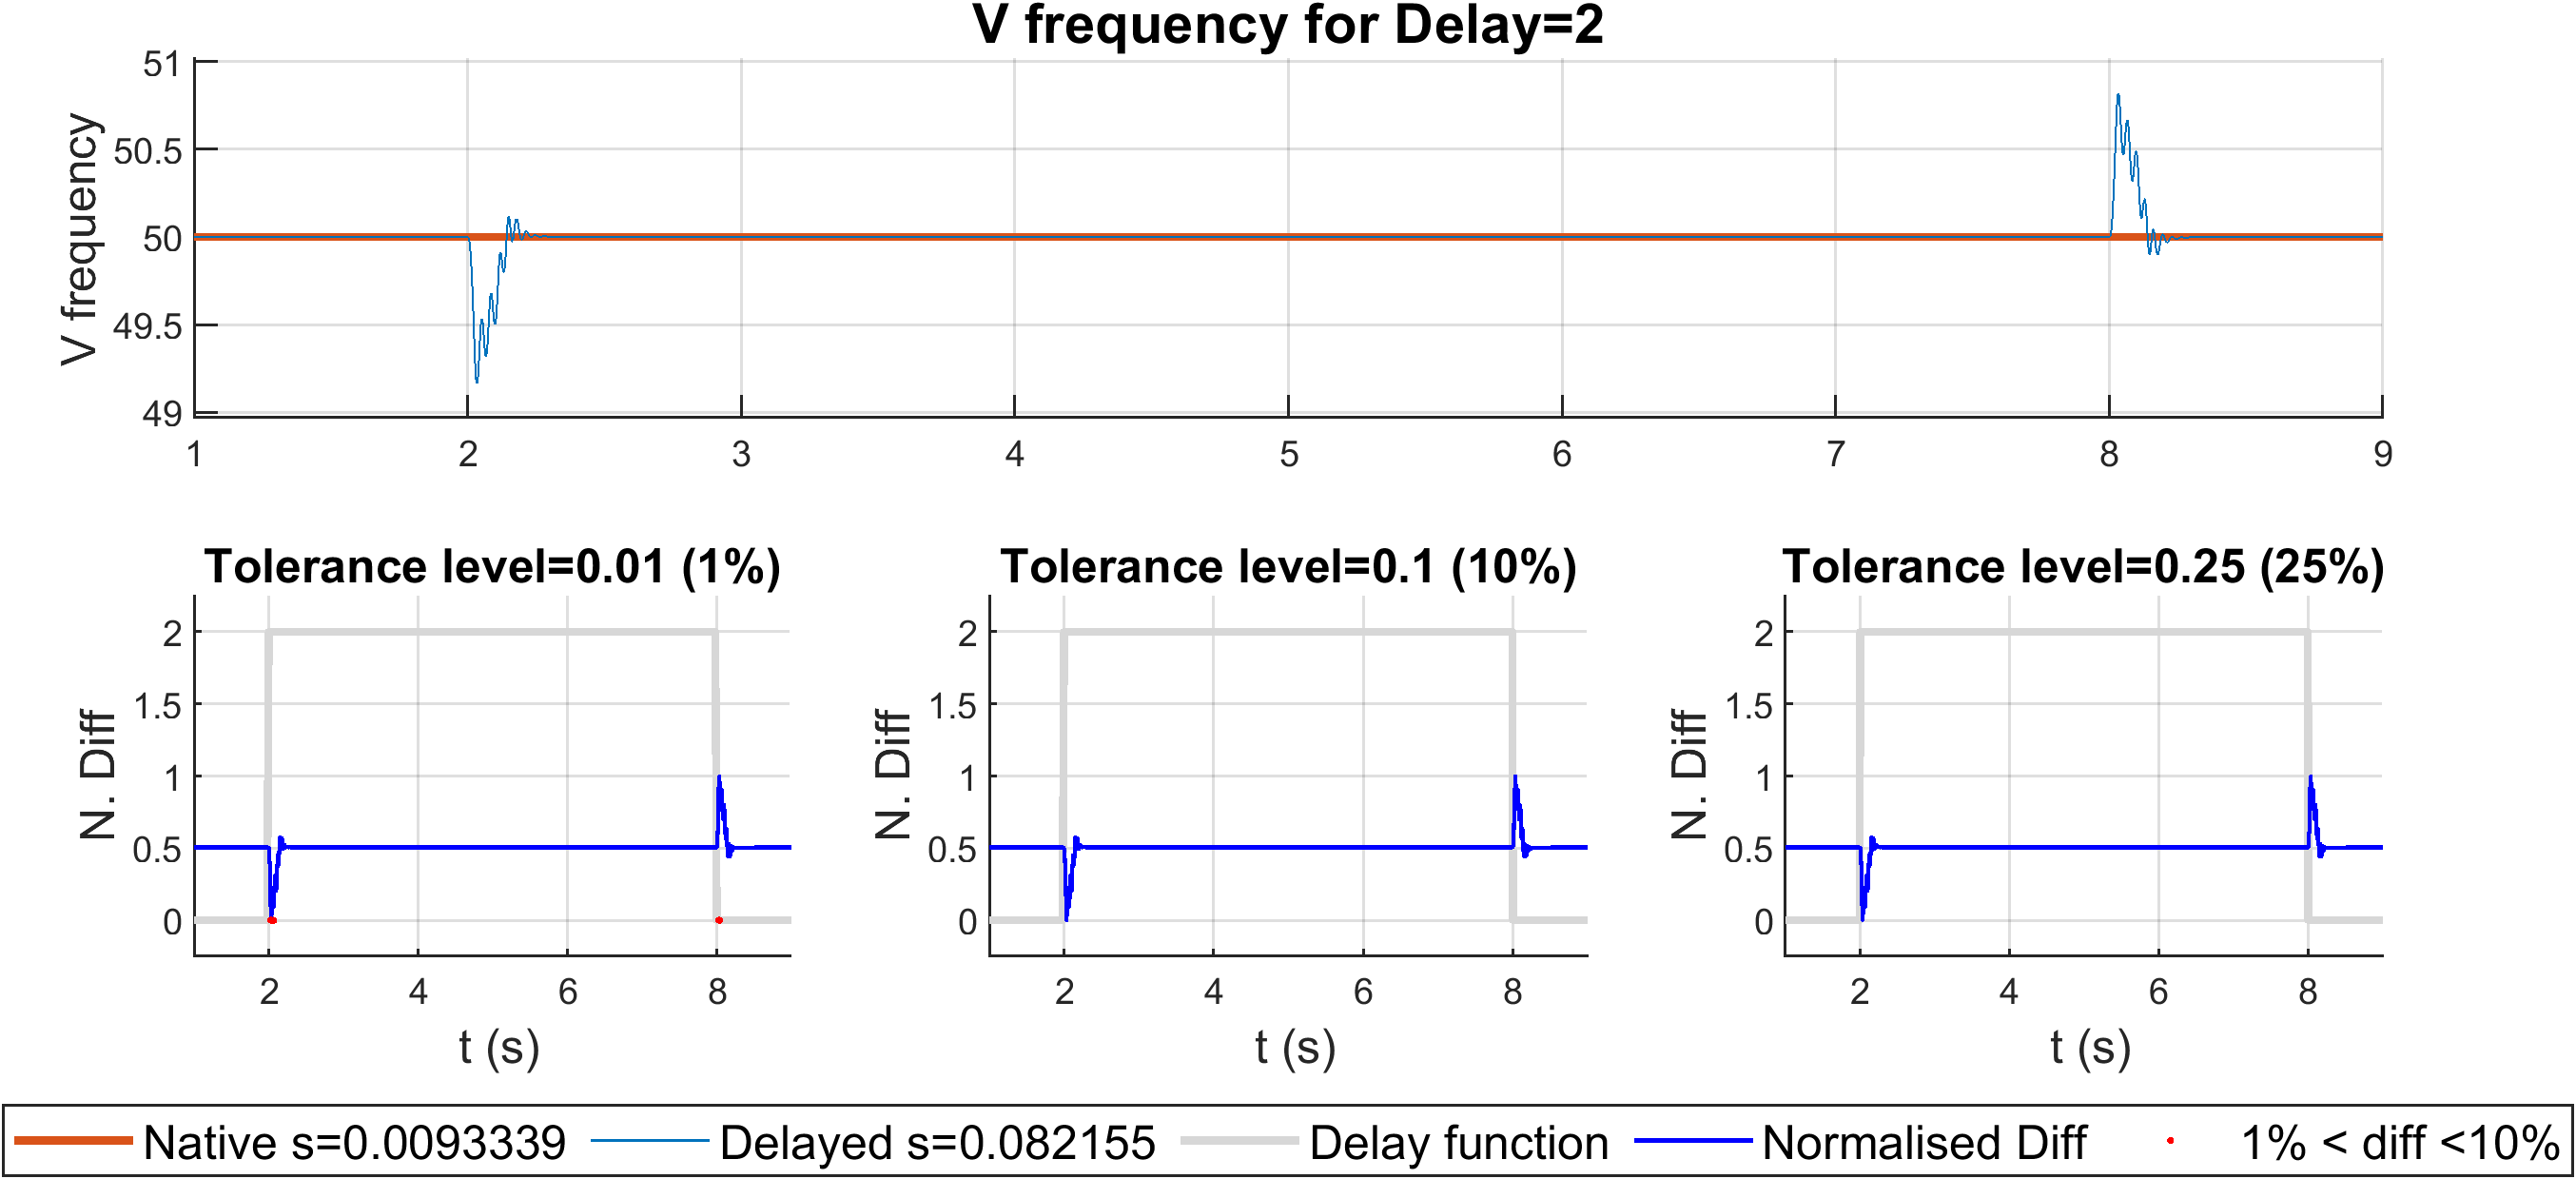 V frequency for Delay=2
V frequency
51
50.5
50
49.5
49
1 2 3 4 5 6 7 8 9
Tolerance level=0.01 (1%)
N. Diff
2
1.5
1
0.5
0
2 4 6 8
t (s)
Tolerance level=0.1 (10%)
N. Diff
2
1.5
1
0.5
0
2 4 6 8
t (s)
Tolerance level=0.25 (25%)
N. Diff
2
1.5
1
0.5
0
2 4 6 8
t (s)
Native s=0.0093339 Delayed s=0.082155 Delay function Normalised Diff 1% < diff <10%